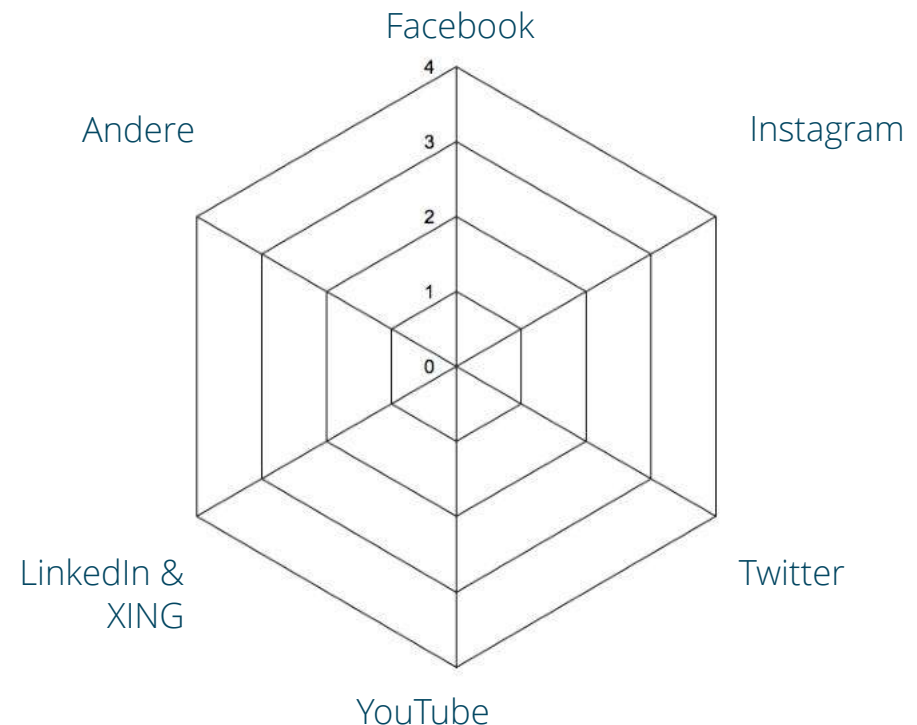 Facebook
4
Andere
Instagram
3
2
1
0
LinkedIn &
XING
Twitter
YouTube